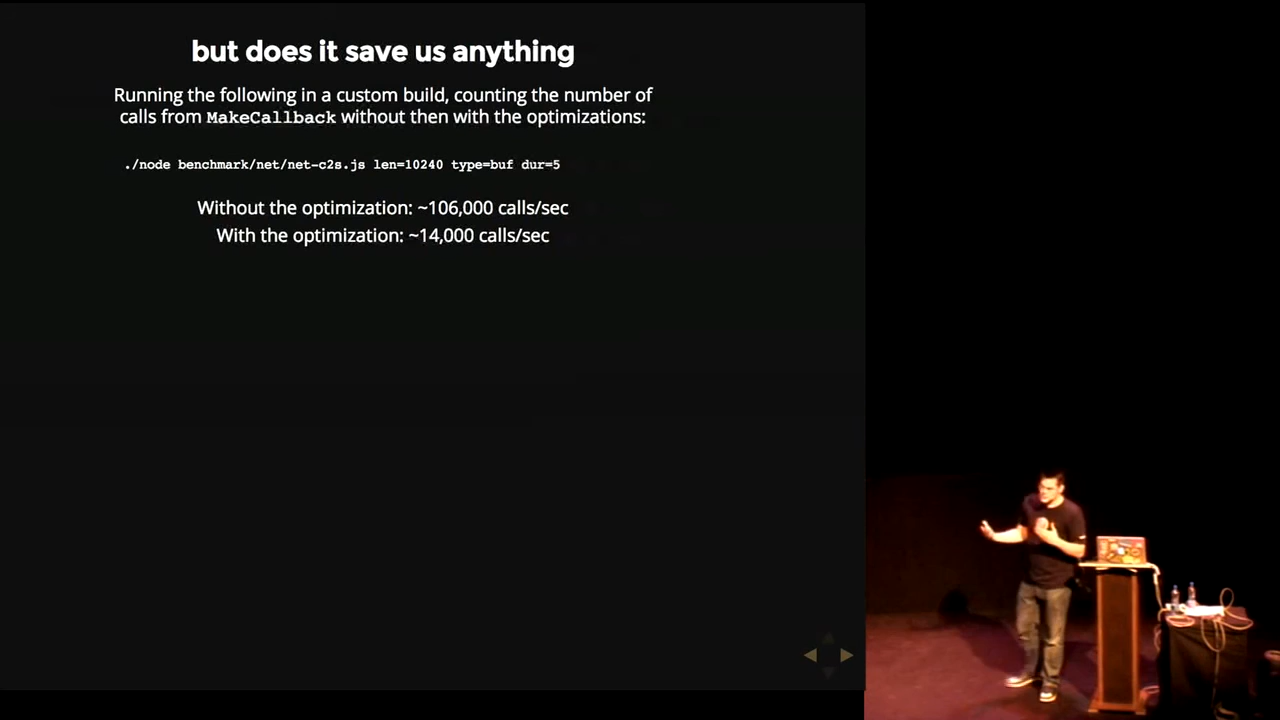 but does it save us anything
Running the following in a custom build, counting the number of
calls from MakeCallback without then with the optimizations:
./node benchmark/net/net-c2s.js len=10240 type=buf dur=5
Without the optimization: ~106,000 calls/sec
With the optimization: ~14,000 calls/sec